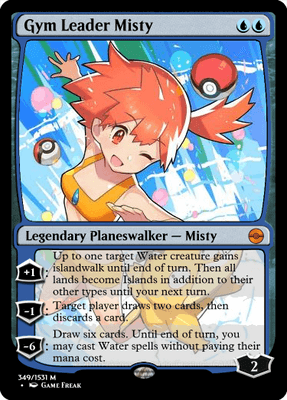 Gym Leader Misty
Legendary Planeswalker — Misty
+1: Up to one target Water creature gains
islandwalk until end of turn. Then all
lands become Islands in addition to
their other types until your next turn.
-1: Target player draws two cards, then
discards a card.
-6: Draw six cards. Until end of turn, you
may cast Water spells without paying their
mana cost.
2
349/1531 M
• GAME FREAK